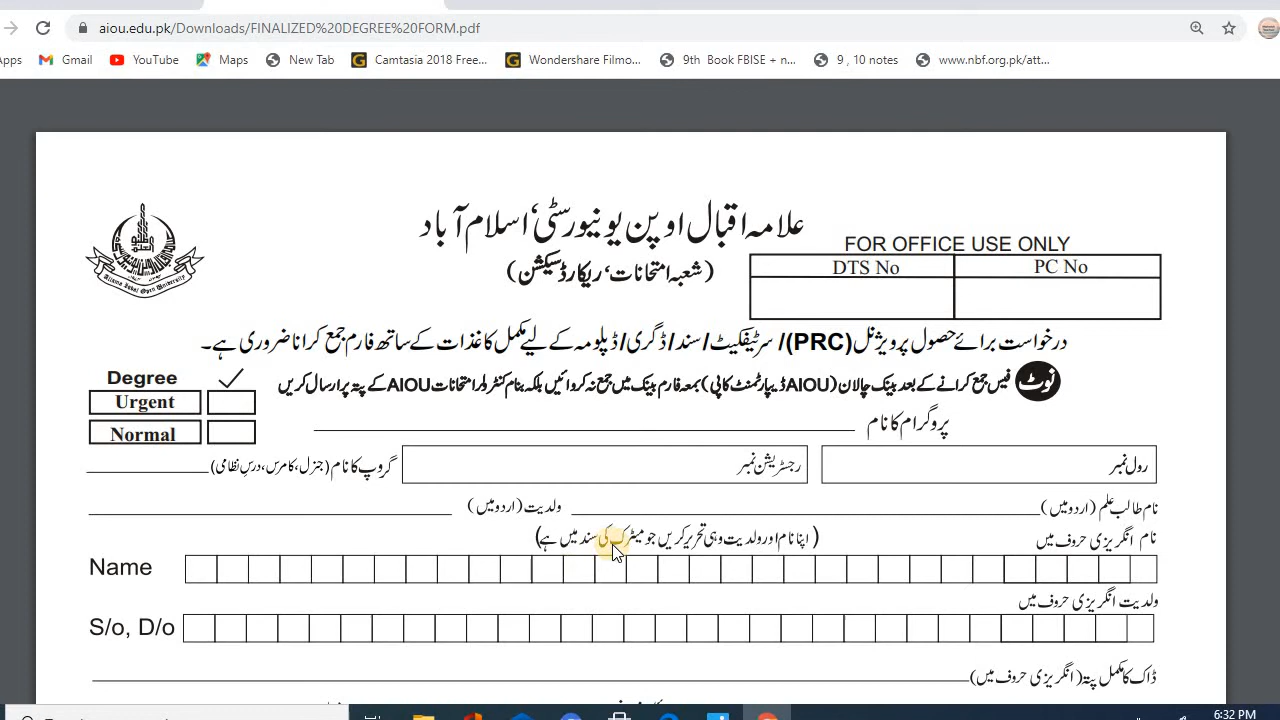 aiou.edu.pk/Downloads/FINALIZED%20DEGREE%20FORM.pdf
Apps Gmail YouTube Maps New Tab Camtasia 2018 Free... Wondershare Filmo... 9th Book FBISE + n... 9 , 10 notes www.nbf.org.pk/att...
علامہ اقبال اوپن یونیورسٹی، اسلام آباد
(شعبہ امتحانات، ریکارڈ سیکشن)
FOR OFFICE USE ONLY
DTS No PC No
درخواست برائے حصول پرویژنل (PRC)/ سرٹیفکیٹ/ سند/ ڈگری/ ڈپلومہ کے لیے مکمل کاغذات کے ساتھ فارم جمع کرانا ضروری ہے۔
نوٹ فیس جمع کرانے کے بعد بینک چالان (AIOU ڈیپارٹمنٹ کاپی) بمعہ فارم بینک میں جمع نہ کروائیں بلکہ بنام کنٹرولر امتحانات AIOU کے پتہ پر ارسال کریں
Degree
Urgent
Normal
پروگرام کا نام
رول نمبر رجسٹریشن نمبر گروپ کا نام (جنرل، کامرس، درس نظامی)
نام طالب علم (اردو میں) ولدیت (اردو میں)
نام انگریزی حروف میں (اپنا نام اور ولدیت وہی تحریر کریں جو میٹرک کی سند میں ہے)
Name
ولدیت انگریزی حروف میں
S/o, D/o
ڈاک کا مکمل پتہ (انگریزی حروف میں)
6:32 PM